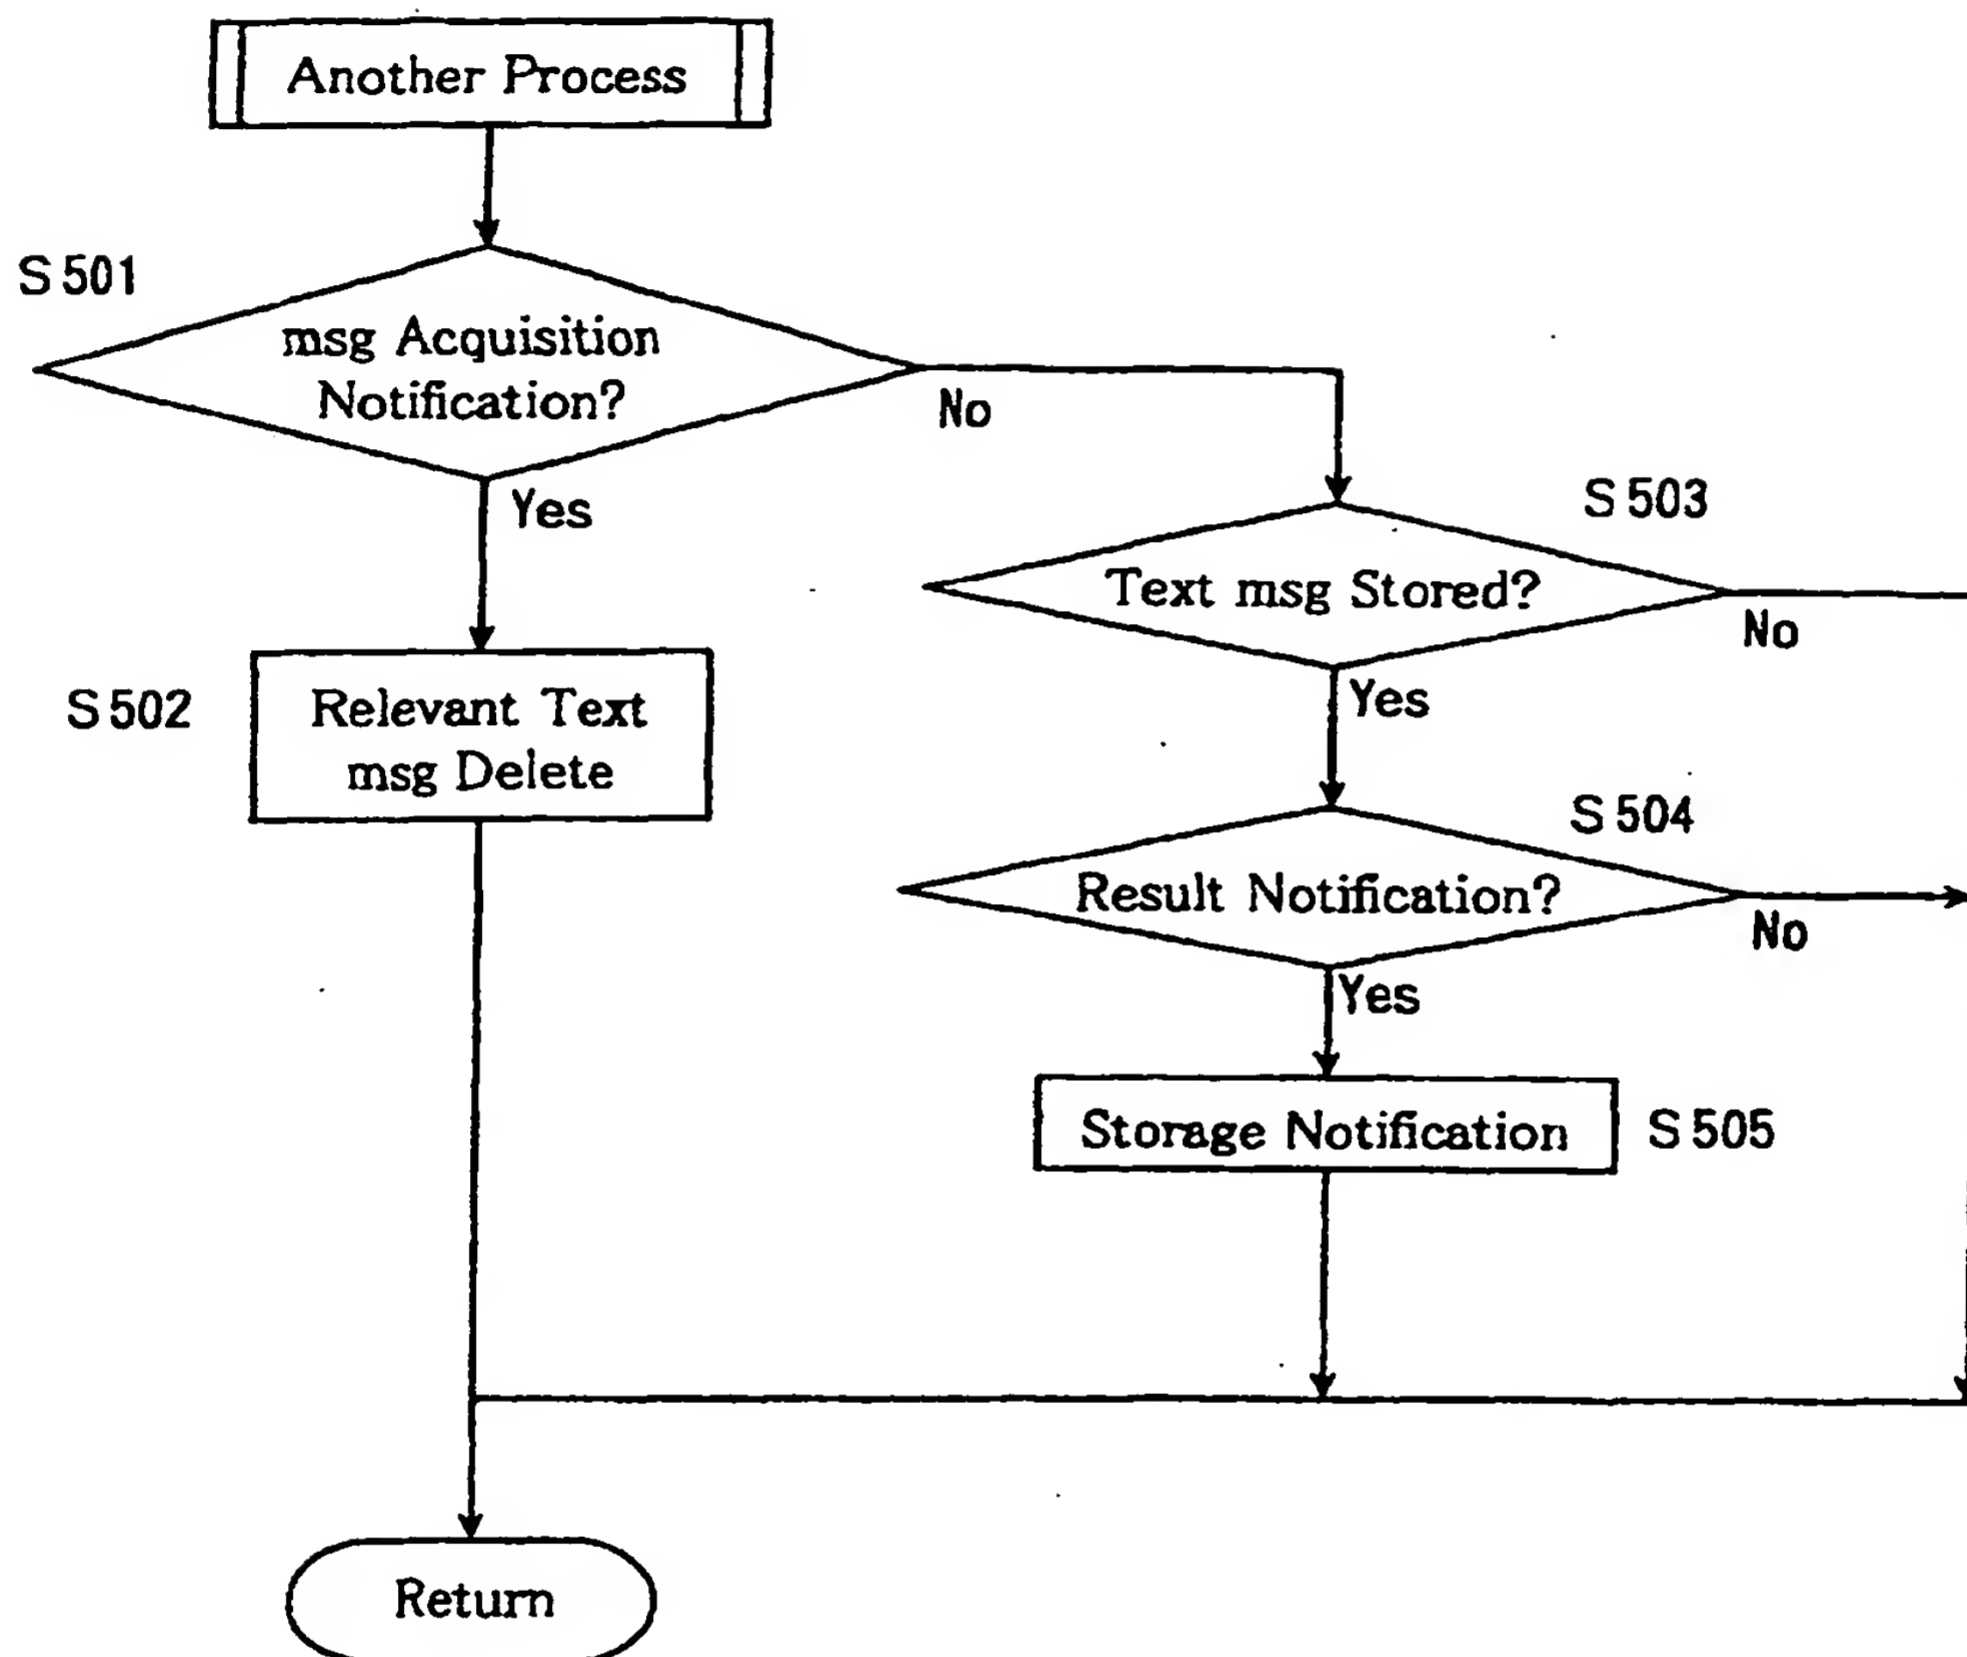 Another Process
S501
msg Acquisition
Notification?
No
Yes
S503
Text msg Stored?
No
S502
Relevant Text
msg Delete
Yes
S504
Result Notification?
No
Yes
Storage Notification
S505
Return